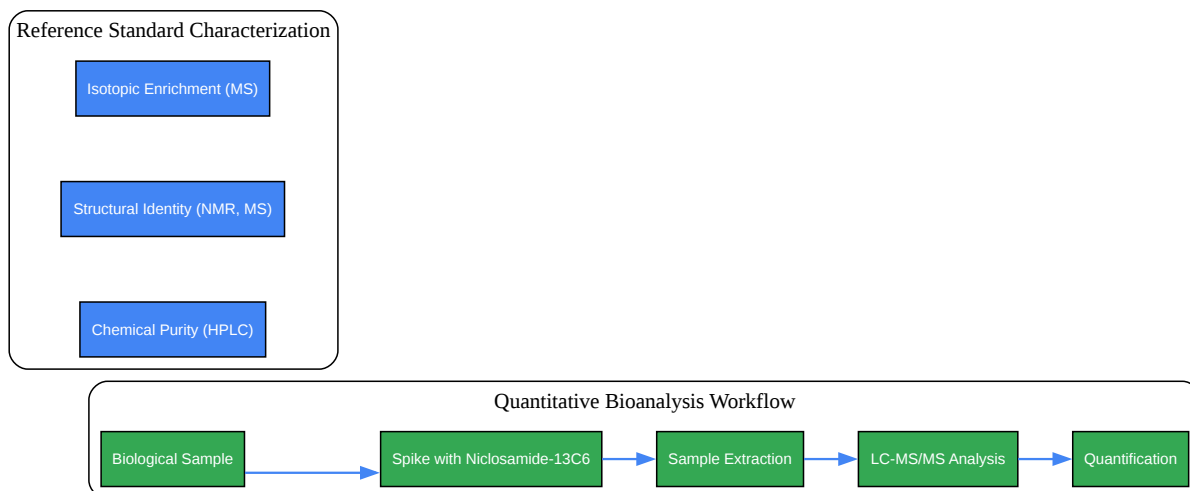 Reference Standard Characterization
Isotopic Enrichment (MS)
Structural Identity (NMR, MS)
Chemical Purity (HPLC)
Quantitative Bioanalysis Workflow
Biological Sample
Spike with Niclosamide-13C6
Sample Extraction
LC-MS/MS Analysis
Quantification